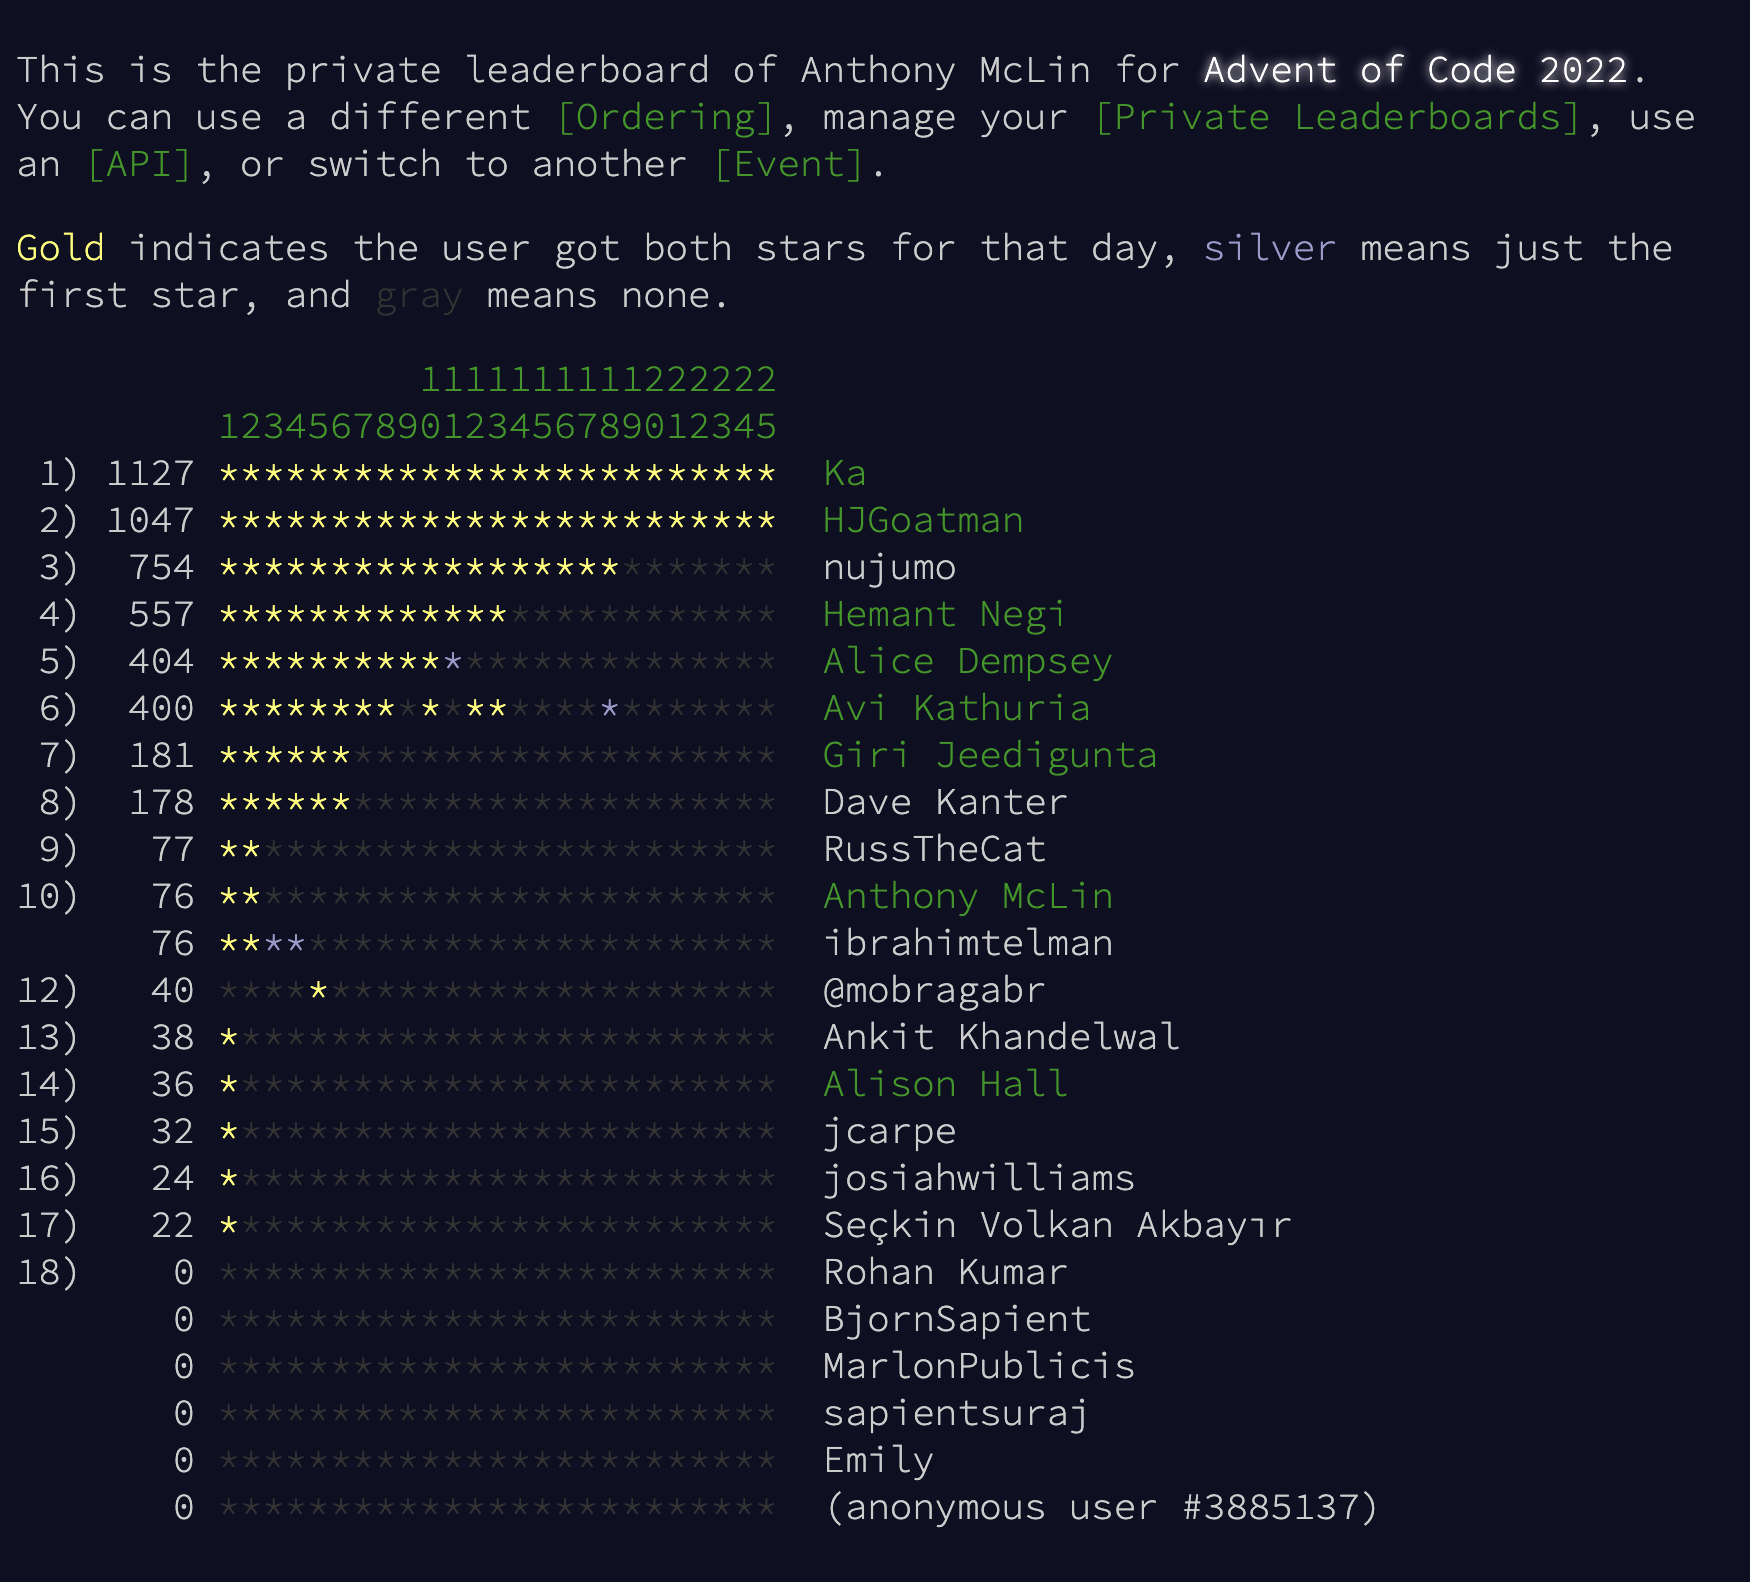 This is the private leaderboard of Anthony McLin for Advent of Code 2022.
You can use a different [Ordering], manage your [Private Leaderboards], use
an [API], or switch to another [Event].
Gold indicates the user got both stars for that day, silver means just the
first star, and gray means none.
1111111111222222
1234567890123456789012345
1) 1127 ************************* Ka
2) 1047 ************************* HJGoatman
3) 754 ************************* nujumo
4) 557 ************************* Hemant Negi
5) 404 ************************* Alice Dempsey
6) 400 ************************* Avi Kathuria
7) 181 ************************* Giri Jeedigunta
8) 178 ************************* Dave Kanter
9) 77 ************************* RussTheCat
10) 76 ************************* Anthony McLin
76 ************************* ibrahimtelman
12) 40 ************************* @mobragabr
13) 38 ************************* Ankit Khandelwal
14) 36 ************************* Alison Hall
15) 32 ************************* jcarpe
16) 24 ************************* josiahwilliams
17) 22 ************************* Seçkin Volkan Akbayır
18) 0 ************************* Rohan Kumar
0 ************************* BjornSapient
0 ************************* MarlonPublicis
0 ************************* sapientsuraj
0 ************************* Emily
0 ************************* (anonymous user #3885137)